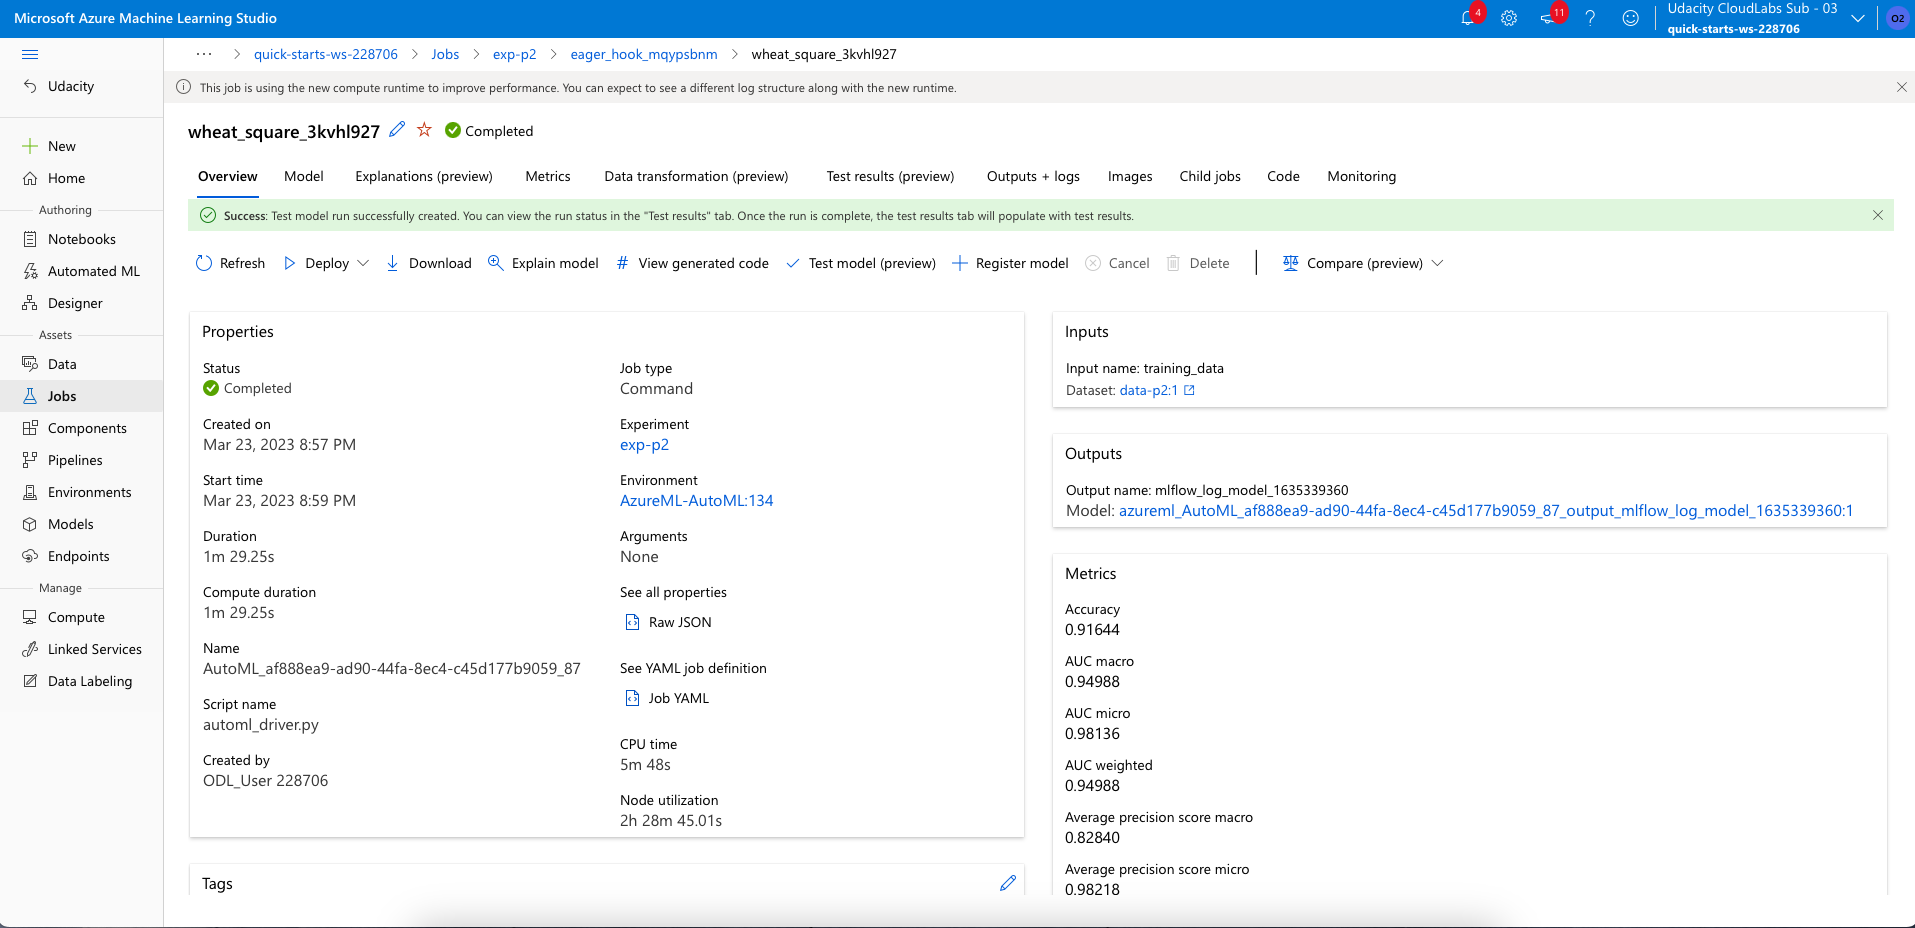 Microsoft Azure Machine Learning Studio
4
11
Udacity CloudLabs Sub - 03
quick-starts-ws-228706
O2
··· > quick-starts-ws-228706 > Jobs > exp-p2 > eager_hook_mqypsbnm > wheat_square_3kvhl927
This job is using the new compute runtime to improve performance. You can expect to see a different log structure along with the new runtime.
Udacity
New
Home
Authoring
Notebooks
Automated ML
Designer
Assets
Data
Jobs
Components
Pipelines
Environments
Models
Endpoints
Manage
Compute
Linked Services
Data Labeling
wheat_square_3kvhl927 Completed
Overview Model Explanations (preview) Metrics Data transformation (preview) Test results (preview) Outputs + logs Images Child jobs Code Monitoring
Success: Test model run successfully created. You can view the run status in the "Test results" tab. Once the run is complete, the test results tab will populate with test results.
Refresh Deploy Download Explain model View generated code Test model (preview) Register model Cancel Delete Compare (preview)
Properties
Status
Completed
Created on
Mar 23, 2023 8:57 PM
Start time
Mar 23, 2023 8:59 PM
Duration
1m 29.25s
Compute duration
1m 29.25s
Name
AutoML_af888ea9-ad90-44fa-8ec4-c45d177b9059_87
Script name
automl_driver.py
Created by
ODL_User 228706
Job type
Command
Experiment
exp-p2
Environment
AzureML-AutoML:134
Arguments
None
See all properties
Raw JSON
See YAML job definition
Job YAML
CPU time
5m 48s
Node utilization
2h 28m 45.01s
Tags
Inputs
Input name: training_data
Dataset: data-p2:1
Outputs
Output name: mlflow_log_model_1635339360
Model: azureml_AutoML_af888ea9-ad90-44fa-8ec4-c45d177b9059_87_output_mlflow_log_model_1635339360:1
Metrics
Accuracy
0.91644
AUC macro
0.94988
AUC micro
0.98136
AUC weighted
0.94988
Average precision score macro
0.82840
Average precision score micro
0.98218